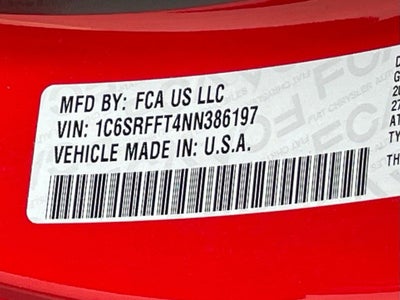 MFD BY: FCA US LLC
VIN: 1C6SRFFT4NN386197
VEHICLE MADE IN: U.S.A.